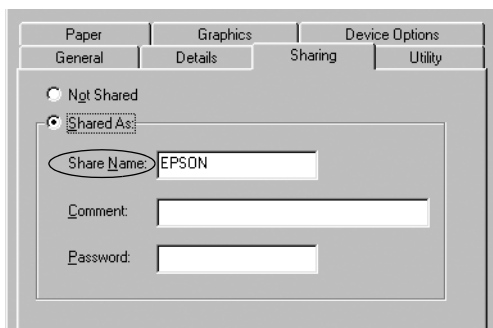 Paper Graphics Device Options
General Details Sharing Utility
Not Shared
Shared As:
Share Name: EPSON
Comment:
Password: